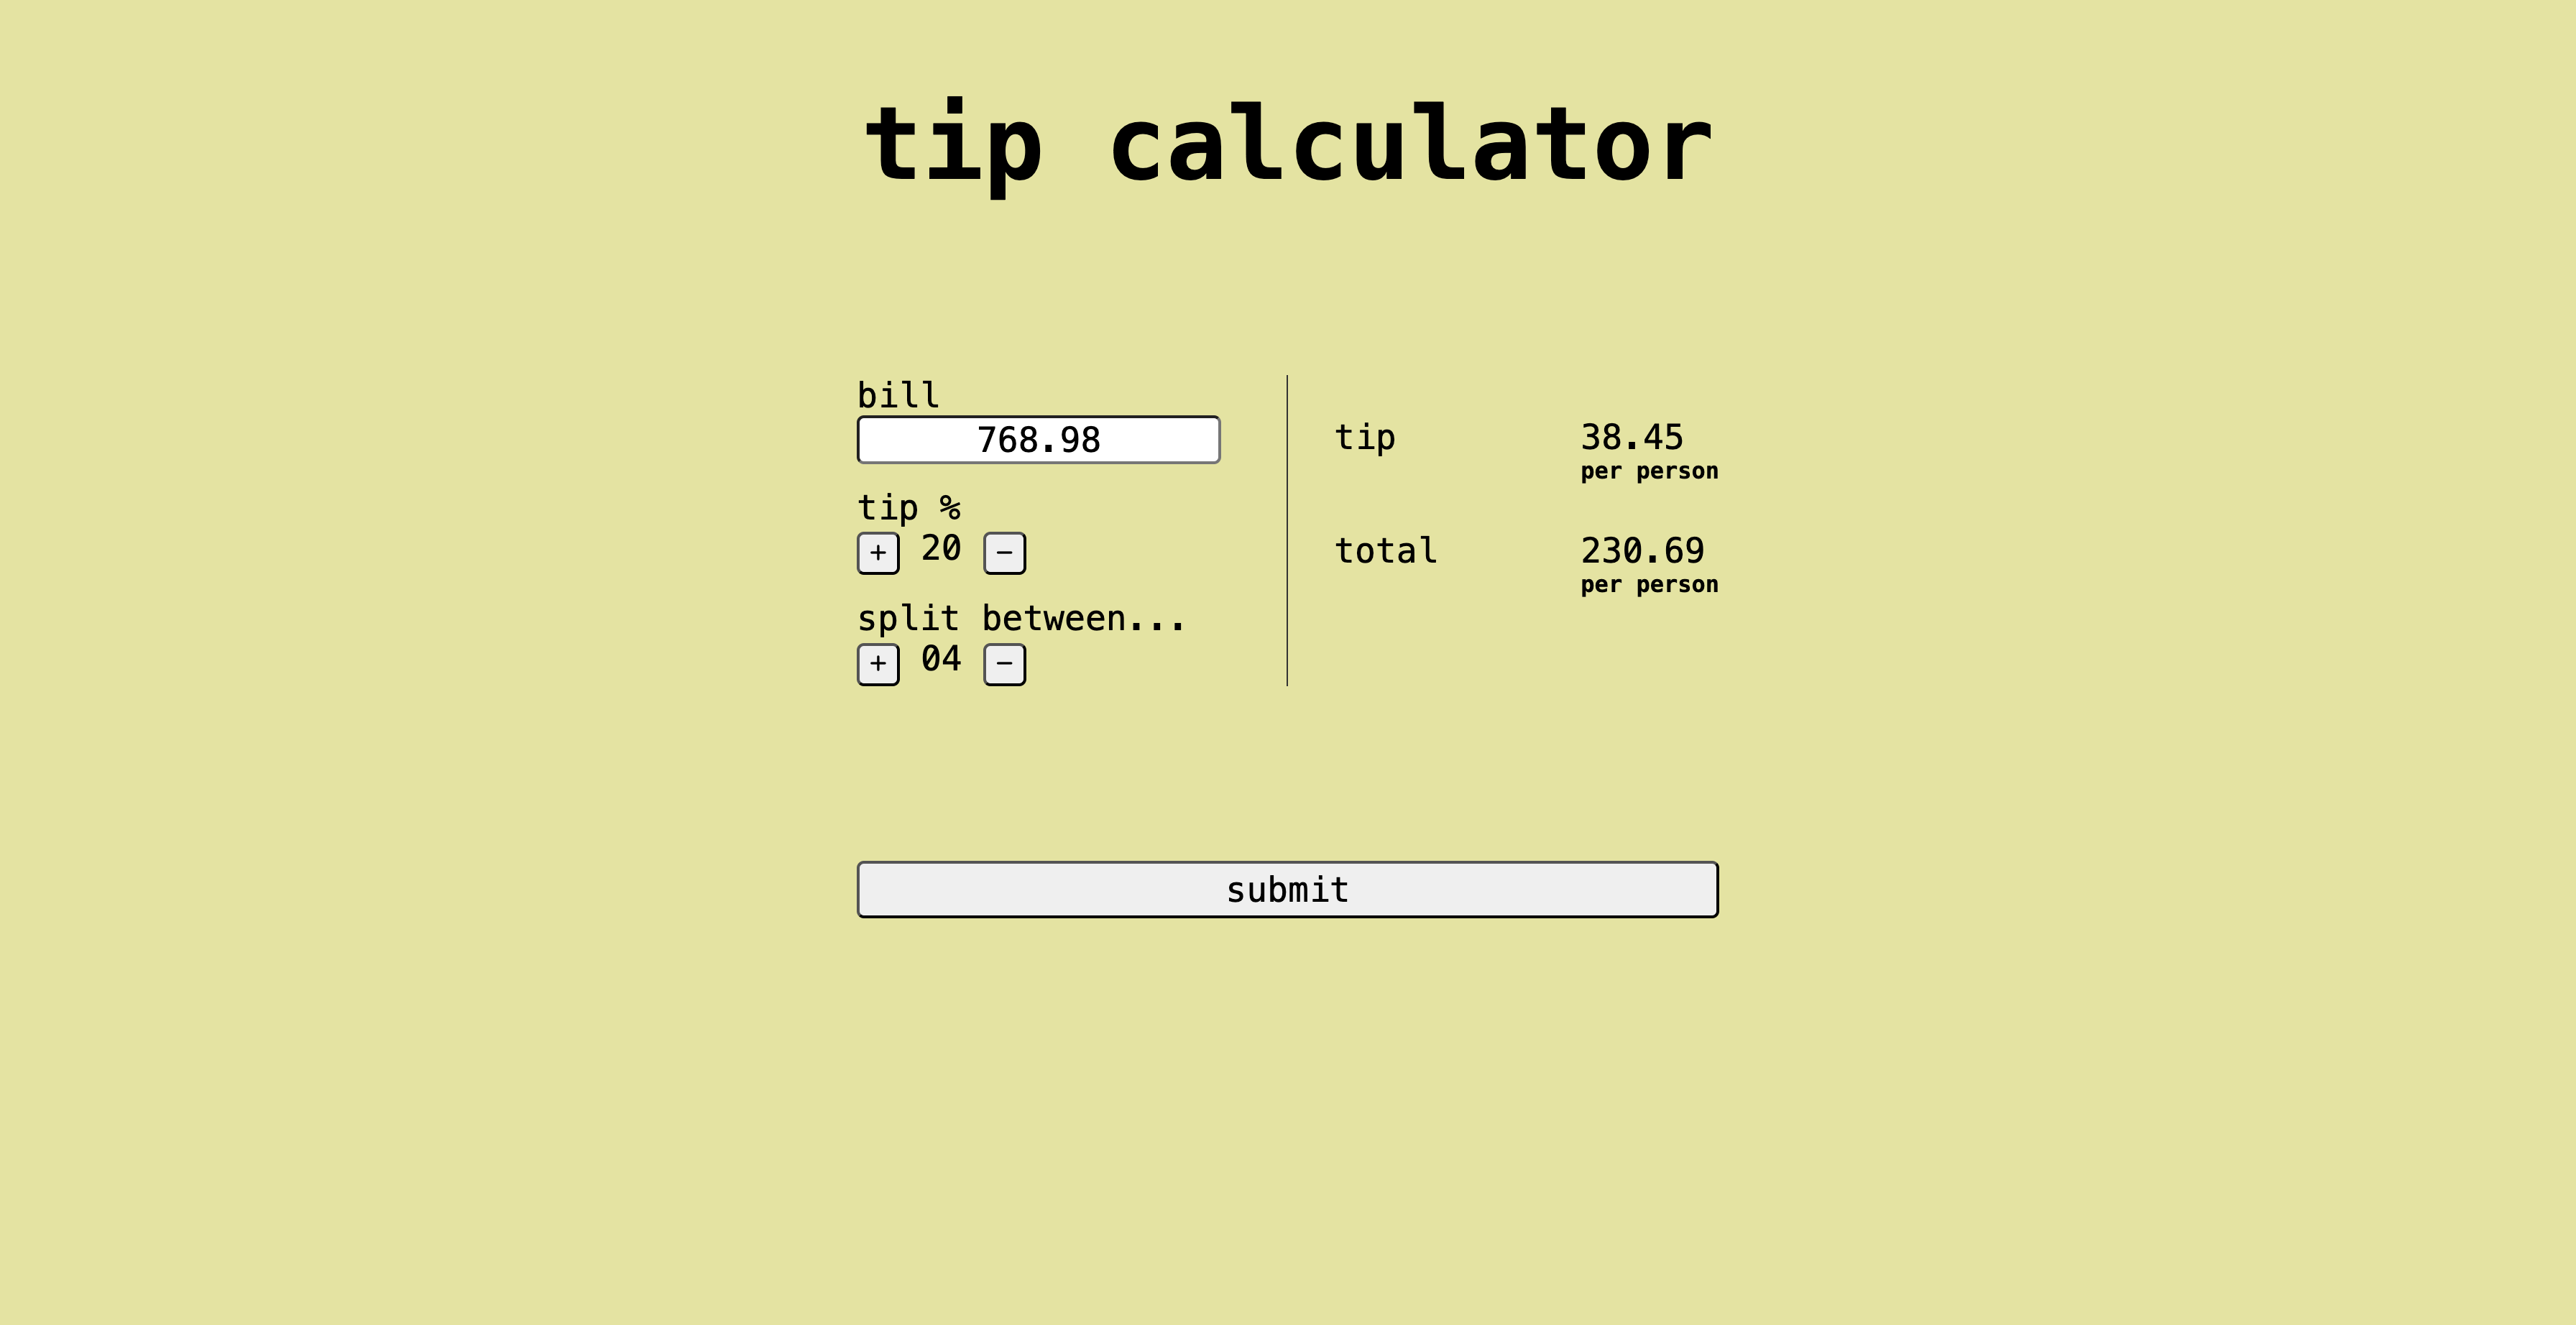 tip calculator
bill
768.98
tip %
+ 20 −
split between...
+ 04 −
tip 38.45
per person
total 230.69
per person
submit